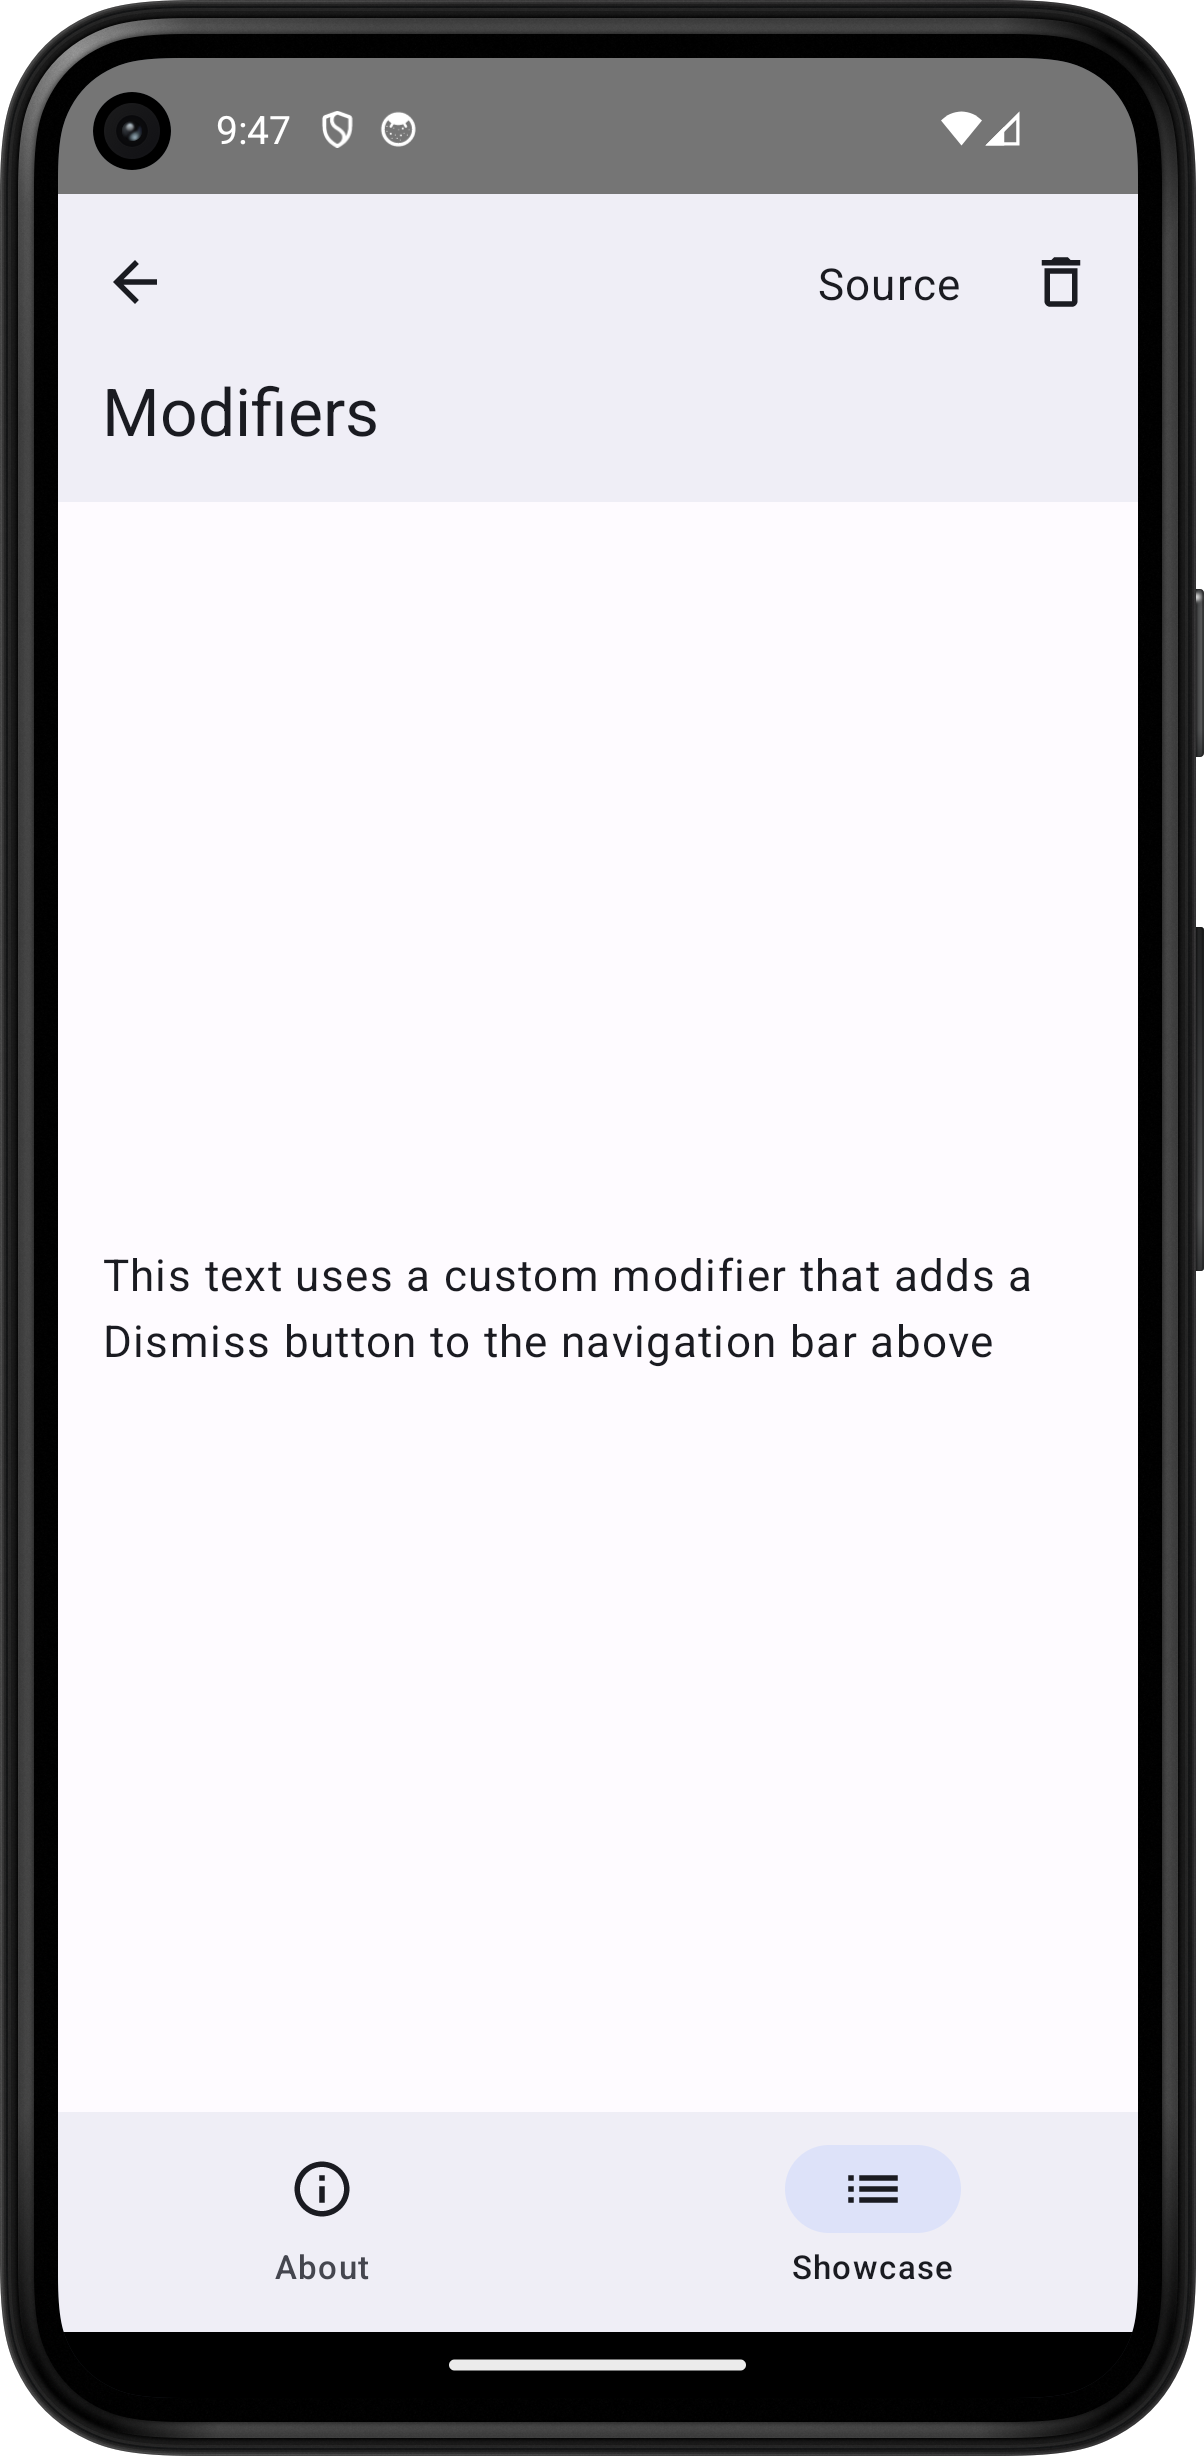 9:47
Source
Modifiers
This text uses a custom modifier that adds a
Dismiss button to the navigation bar above
About
Showcase